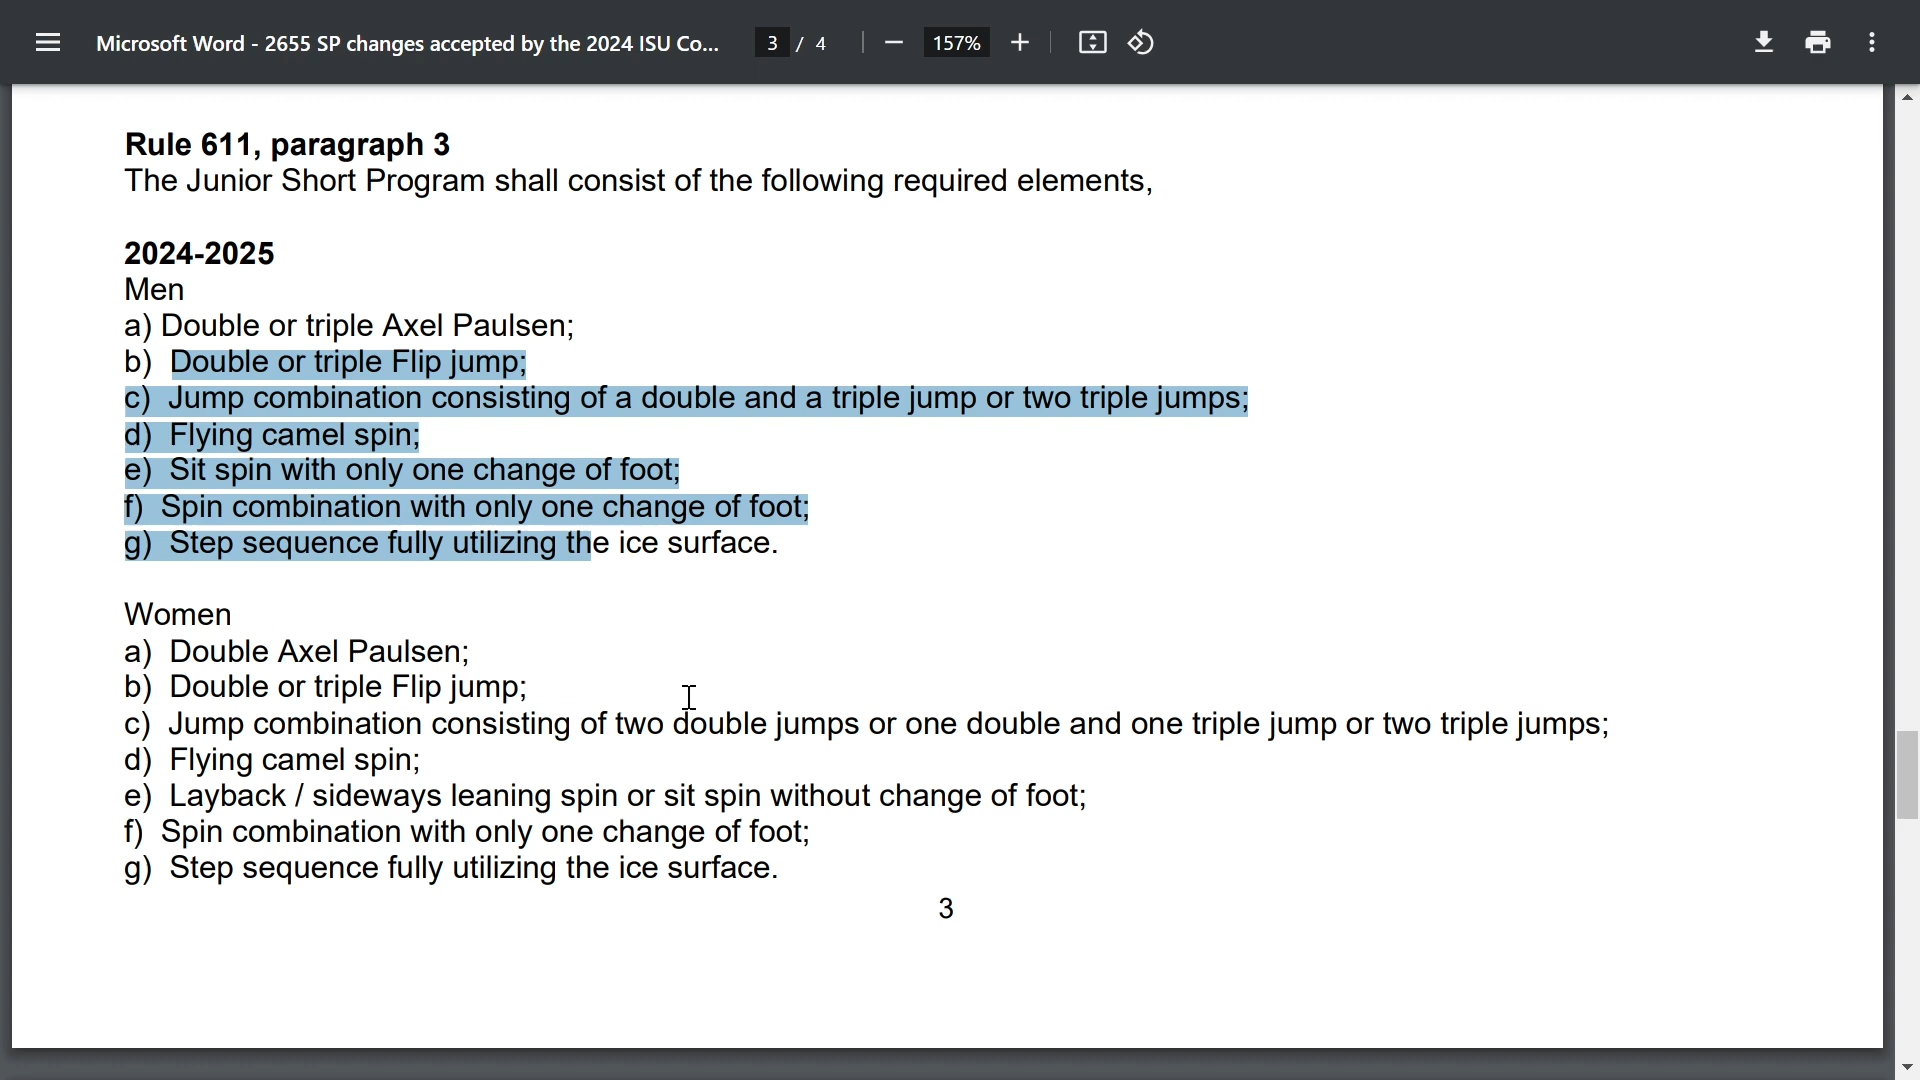 Microsoft Word - 2655 SP changes accepted by the 2024 ISU Co... 3 / 4 157%
Rule 611, paragraph 3
The Junior Short Program shall consist of the following required elements,
2024-2025
Men
a) Double or triple Axel Paulsen;
b) Double or triple Flip jump;
c) Jump combination consisting of a double and a triple jump or two triple jumps;
d) Flying camel spin;
e) Sit spin with only one change of foot;
f) Spin combination with only one change of foot;
g) Step sequence fully utilizing the ice surface.
Women
a) Double Axel Paulsen;
b) Double or triple Flip jump;
c) Jump combination consisting of two double jumps or one double and one triple jump or two triple jumps;
d) Flying camel spin;
e) Layback / sideways leaning spin or sit spin without change of foot;
f) Spin combination with only one change of foot;
g) Step sequence fully utilizing the ice surface.
3